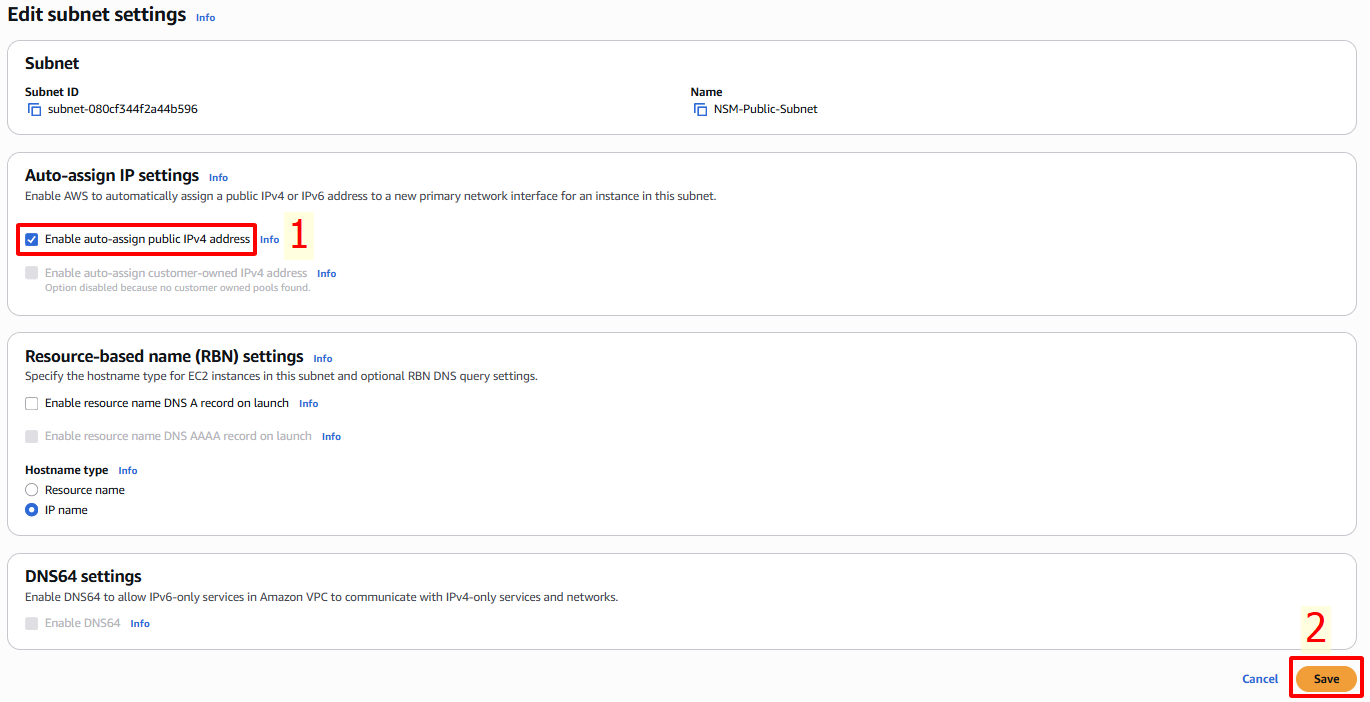 Edit subnet settings Info
Subnet
Subnet ID
subnet-080cf344f2a44b596
Name
NSM-Public-Subnet
Auto-assign IP settings Info
Enable AWS to automatically assign a public IPv4 or IPv6 address to a new primary network interface for an instance in this subnet.
Enable auto-assign public IPv4 address Info 1
Enable auto-assign customer-owned IPv4 address Info
Option disabled because no customer owned pools found.
Resource-based name (RBN) settings Info
Specify the hostname type for EC2 instances in this subnet and optional RBN DNS query settings.
Enable resource name DNS A record on launch Info
Enable resource name DNS AAAA record on launch Info
Hostname type Info
Resource name
IP name
DNS64 settings
Enable DNS64 to allow IPv6-only services in Amazon VPC to communicate with IPv4-only services and networks.
Enable DNS64 Info
2
Cancel Save